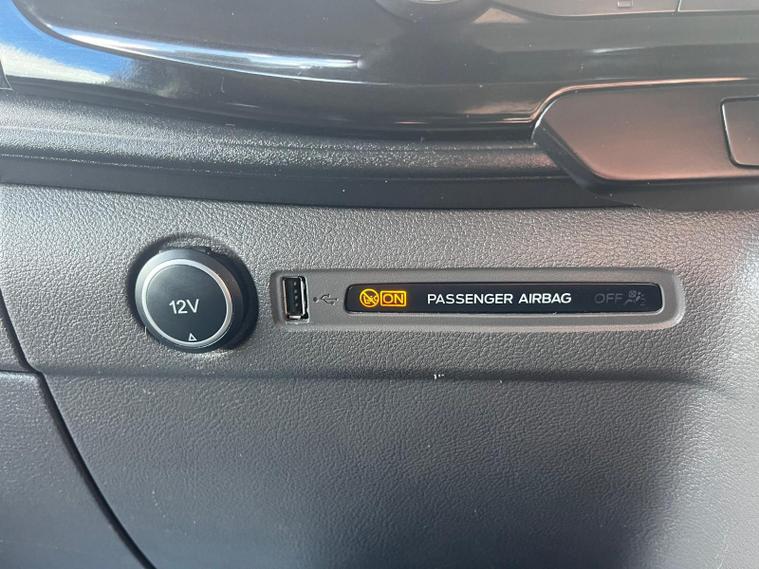 12V
ON PASSENGER AIRBAG OFF